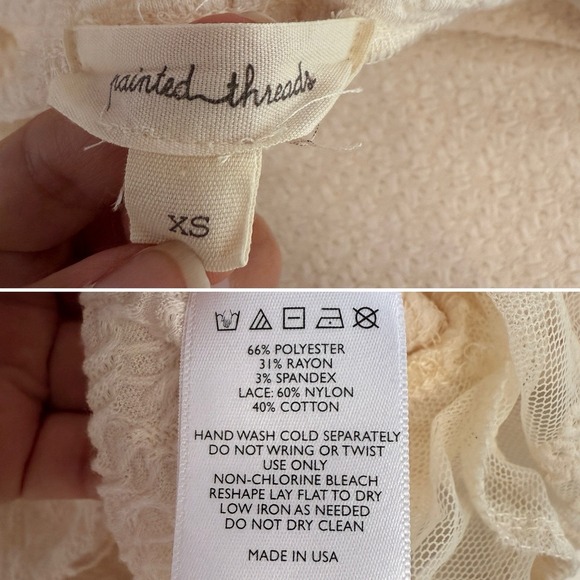 painted threads
XS
66% POLYESTER
31% RAYON
3% SPANDEX
LACE: 60% NYLON
40% COTTON
HAND WASH COLD SEPARATELY
DO NOT WRING OR TWIST
USE ONLY
NON-CHLORINE BLEACH
RESHAPE LAY FLAT TO DRY
LOW IRON AS NEEDED
DO NOT DRY CLEAN
MADE IN USA